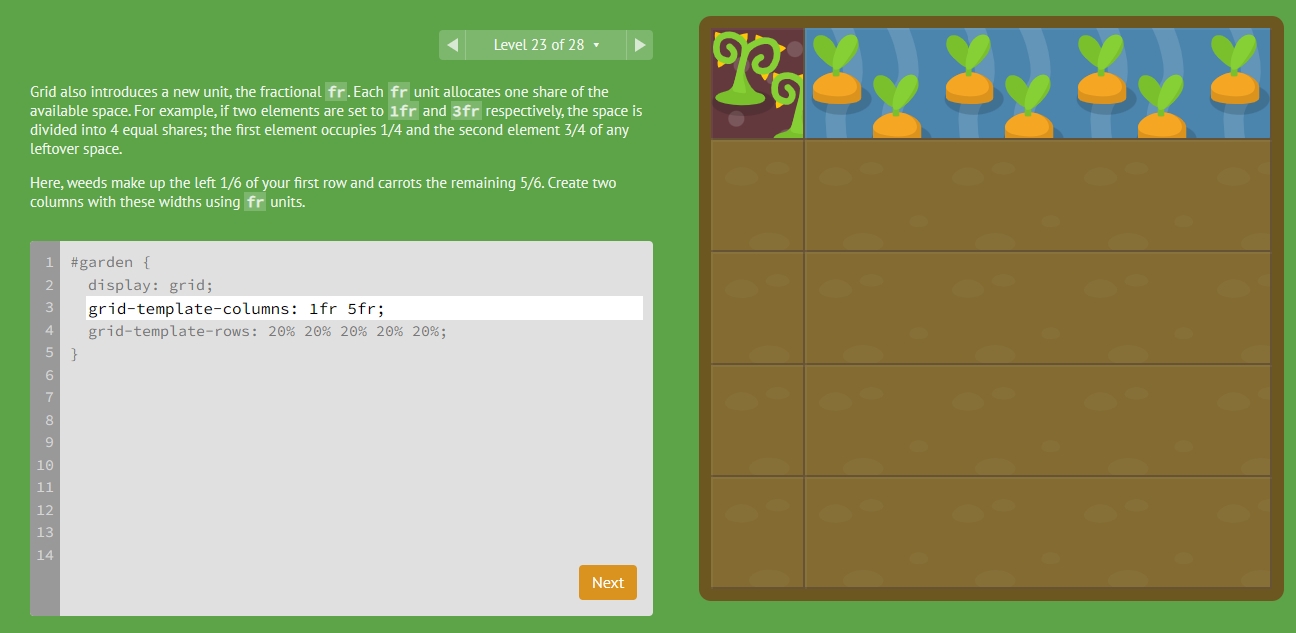 ◀ Level 23 of 28 ▾ ▶
Grid also introduces a new unit, the fractional fr. Each fr unit allocates one share of the
available space. For example, if two elements are set to 1fr and 3fr respectively, the space is
divided into 4 equal shares; the first element occupies 1/4 and the second element 3/4 of any
leftover space.
Here, weeds make up the left 1/6 of your first row and carrots the remaining 5/6. Create two
columns with these widths using fr units.
1 #garden {
2 display: grid;
3 grid-template-columns: 1fr 5fr;
4 grid-template-rows: 20% 20% 20% 20% 20%;
5 }
6
7
8
9
10
11
12
13
14
Next